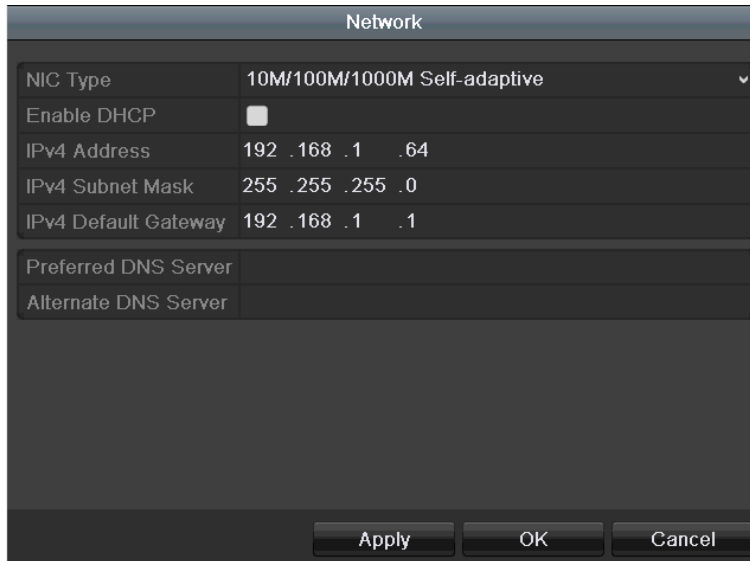 Network
NIC Type 10M/100M/1000M Self-adaptive
Enable DHCP
IPv4 Address 192 .168 .1 .64
IPv4 Subnet Mask 255 .255 .255 .0
IPv4 Default Gateway 192 .168 .1 .1
Preferred DNS Server
Alternate DNS Server
Apply OK Cancel